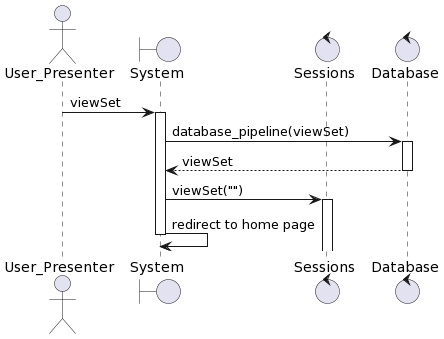 User_Presenter System Sessions Database
viewSet
database_pipeline(viewSet)
viewSet
viewSet("")
redirect to home page
User_Presenter System Sessions Database